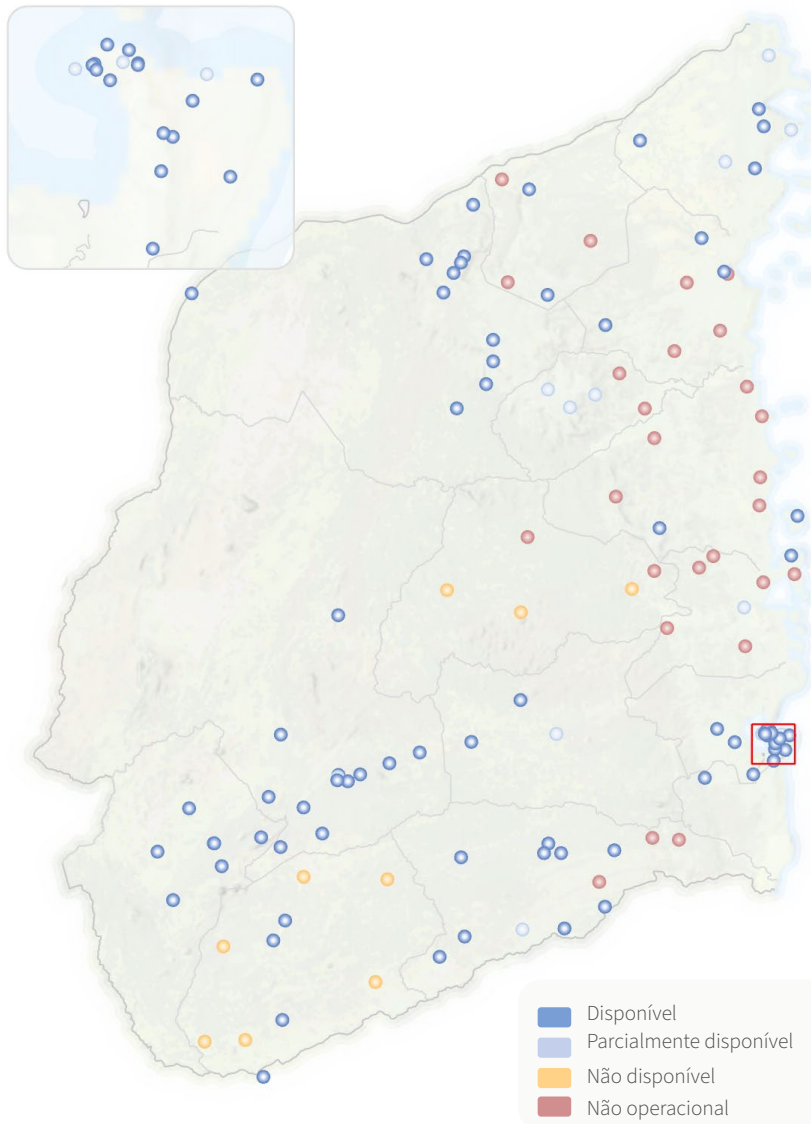 Disponível
Parcialmente disponível
Não disponível
Não operacional